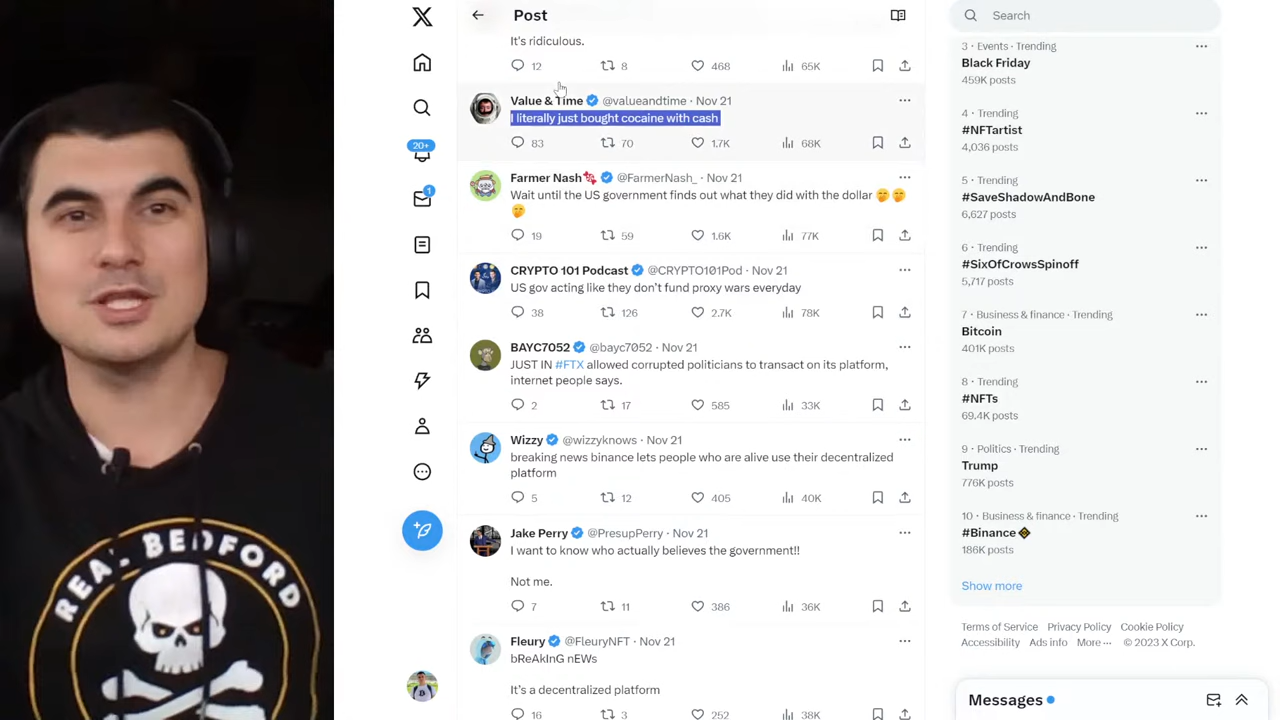 Post
Search
It's ridiculous.
12 8 468 65K
Value & Time @valueandtime · Nov 21
I literally just bought cocaine with cash
83 70 1.7K 68K
Farmer Nash @FarmerNash_ · Nov 21
Wait until the US government finds out what they did with the dollar 🤫🤫
🤫
19 59 1.6K 77K
CRYPTO 101 Podcast @CRYPTO101Pod · Nov 21
US gov acting like they don't fund proxy wars everyday
38 126 2.7K 78K
BAYC7052 @bayc7052 · Nov 21
JUST IN #FTX allowed corrupted politicians to transact on its platform,
internet people says.
2 17 585 33K
Wizzy @wizzyknows · Nov 21
breaking news binance lets people who are alive use their decentralized
platform
5 12 405 40K
Jake Perry @PresupPerry · Nov 21
I want to know who actually believes the government!!
Not me.
7 11 386 36K
Fleury @FleuryNFT · Nov 21
bReAkInG nEWs
It's a decentralized platform
16 3 252 38K
20+
1
3 · Events · Trending
Black Friday
459K posts
4 · Trending
#NFTartist
4,036 posts
5 · Trending
#SaveShadowAndBone
6,627 posts
6 · Trending
#SixOfCrowsSpinoff
5,717 posts
7 · Business & finance · Trending
Bitcoin
401K posts
8 · Trending
#NFTs
69.4K posts
9 · Politics · Trending
Trump
776K posts
10 · Business & finance · Trending
#Binance
186K posts
Show more
Terms of Service Privacy Policy Cookie Policy
Accessibility Ads info More ··· © 2023 X Corp.
Messages
REAL BEDFORD